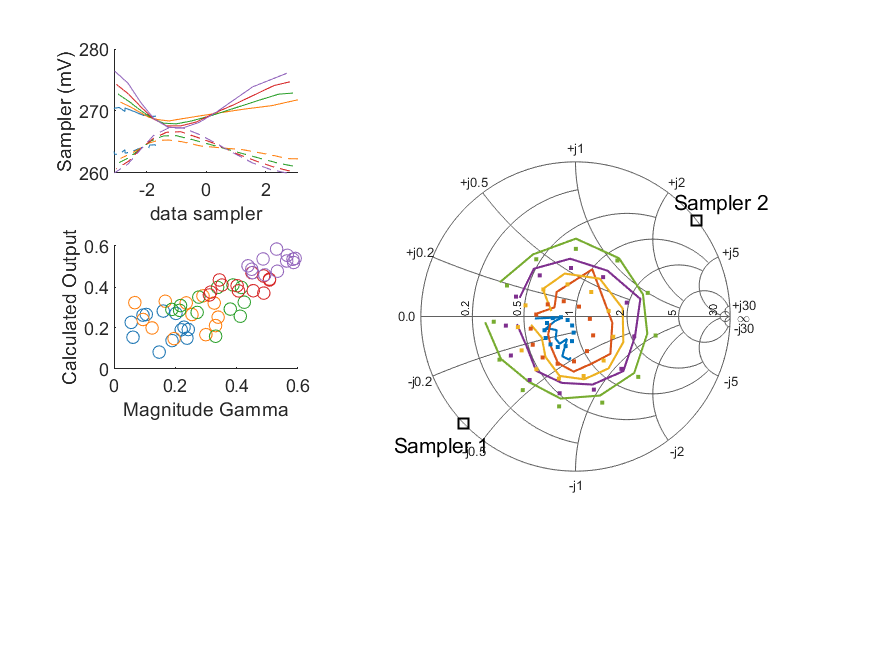 280
270
260
Sampler (mV)
-2 0 2
data sampler
0.6
0.4
0.2
0
Calculated Output
0 0.2 0.4 0.6
Magnitude Gamma
+j1
+j0.5
+j2
Sampler 2
+j0.2
+j5
0.0
0.2
0.5
1
2
5
30
+j30
∞
-j30
-j0.2
-j5
Sampler 1
-j0.5
-j2
-j1